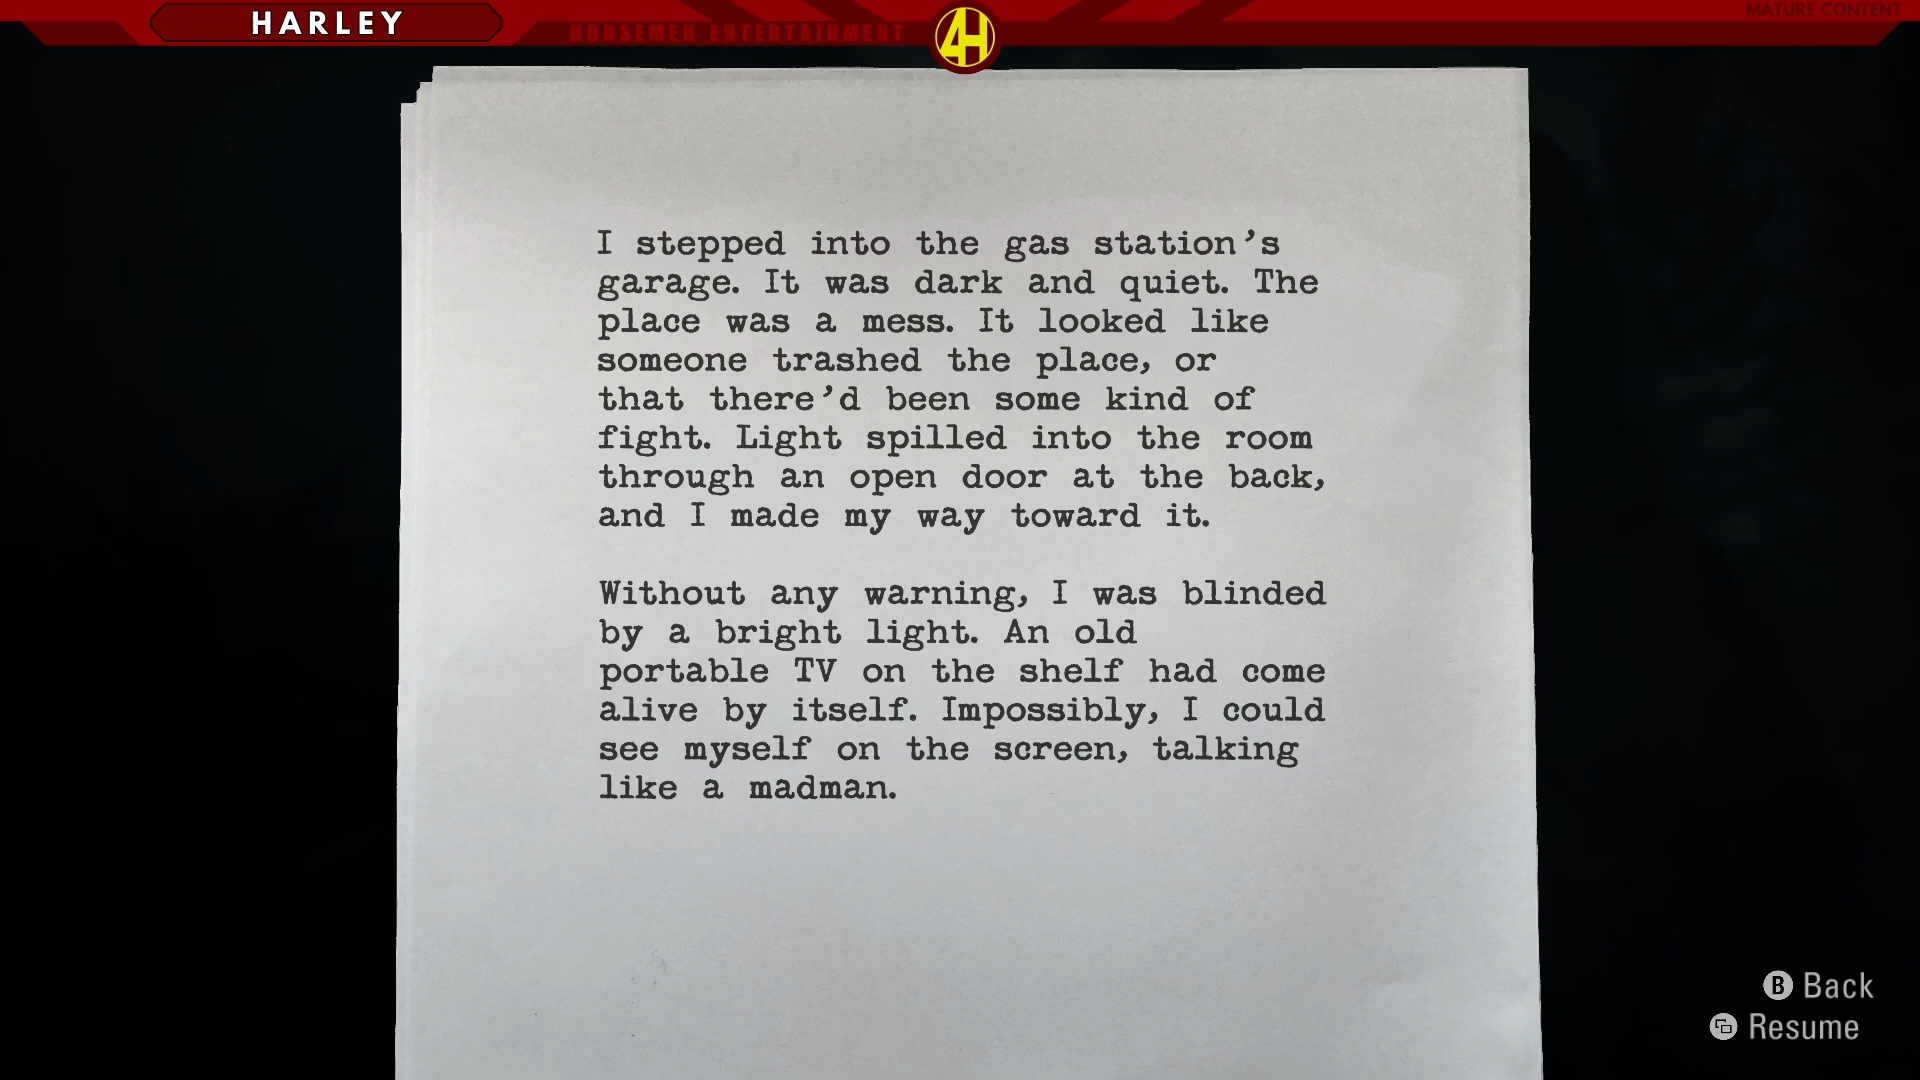 HARLEY
HORSEMEN ENTERTAINMENT
4H
MATURE CONTENT
I stepped into the gas station’s
garage. It was dark and quiet. The
place was a mess. It looked like
someone trashed the place, or
that there’d been some kind of
fight. Light spilled into the room
through an open door at the back,
and I made my way toward it.
Without any warning, I was blinded
by a bright light. An old
portable TV on the shelf had come
alive by itself. Impossibly, I could
see myself on the screen, talking
like a madman.
B Back
Resume